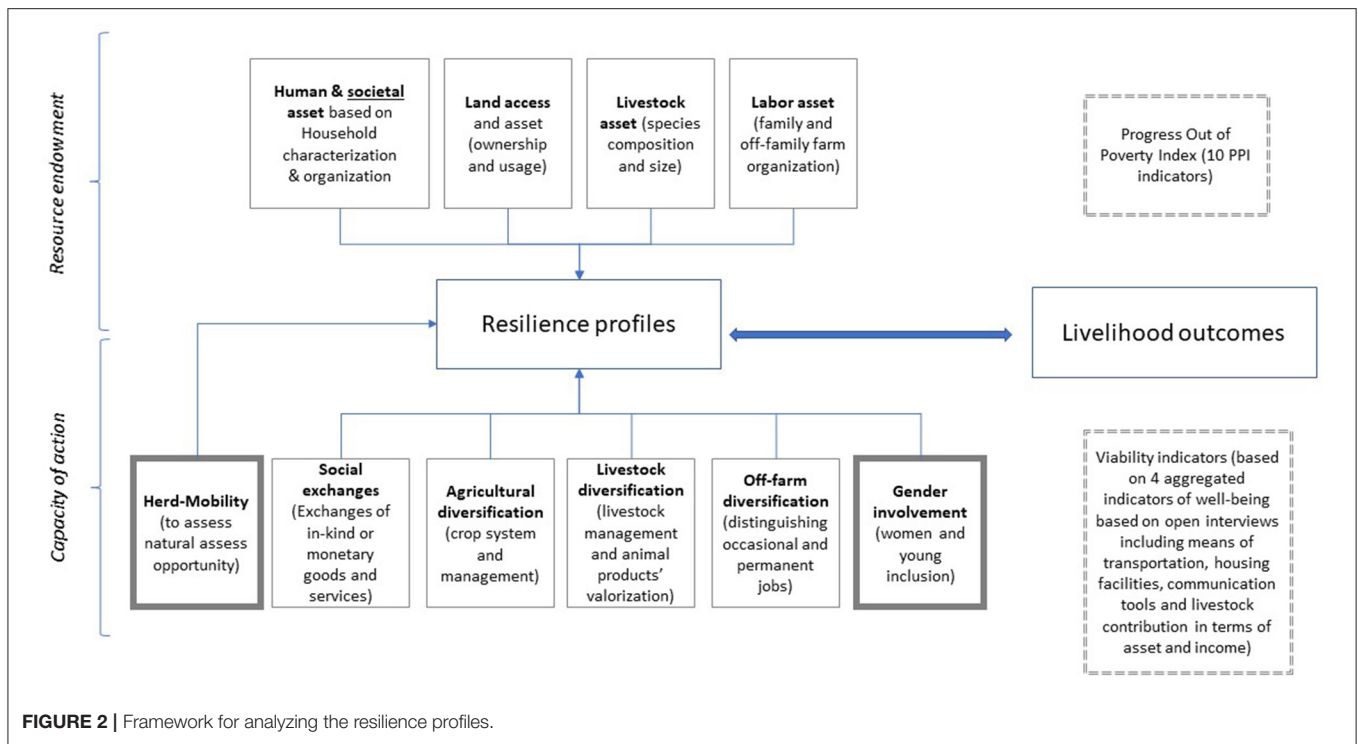 Resource endowment
Human & societal
asset based on
Household
characterization
& organization
Land access
and asset
(ownership
and usage)
Livestock
asset (species
composition
and size)
Labor asset
(family and
off-family farm
organization)
Progress Out of
Poverty Index (10 PPI
indicators)
Resilience profiles
Livelihood outcomes
Capacity of action
Herd-Mobility
(to assess
natural assess
opportunity)
Social
exchanges
(Exchanges of
in-kind or
monetary
goods and
services)
Agricultural
diversification
(crop system
and
management)
Livestock
diversification
(livestock
management
and animal
products’
valorization)
Off-farm
diversification
(distinguishing
occasional and
permanent
jobs)
Gender
involvement
(women and
young
inclusion)
Viability indicators (based
on 4 aggregated
indicators of well-being
based on open interviews
including means of
transportation, housing
facilities, communication
tools and livestock
contribution in terms of
asset and income)
FIGURE 2 | Framework for analyzing the resilience profiles.